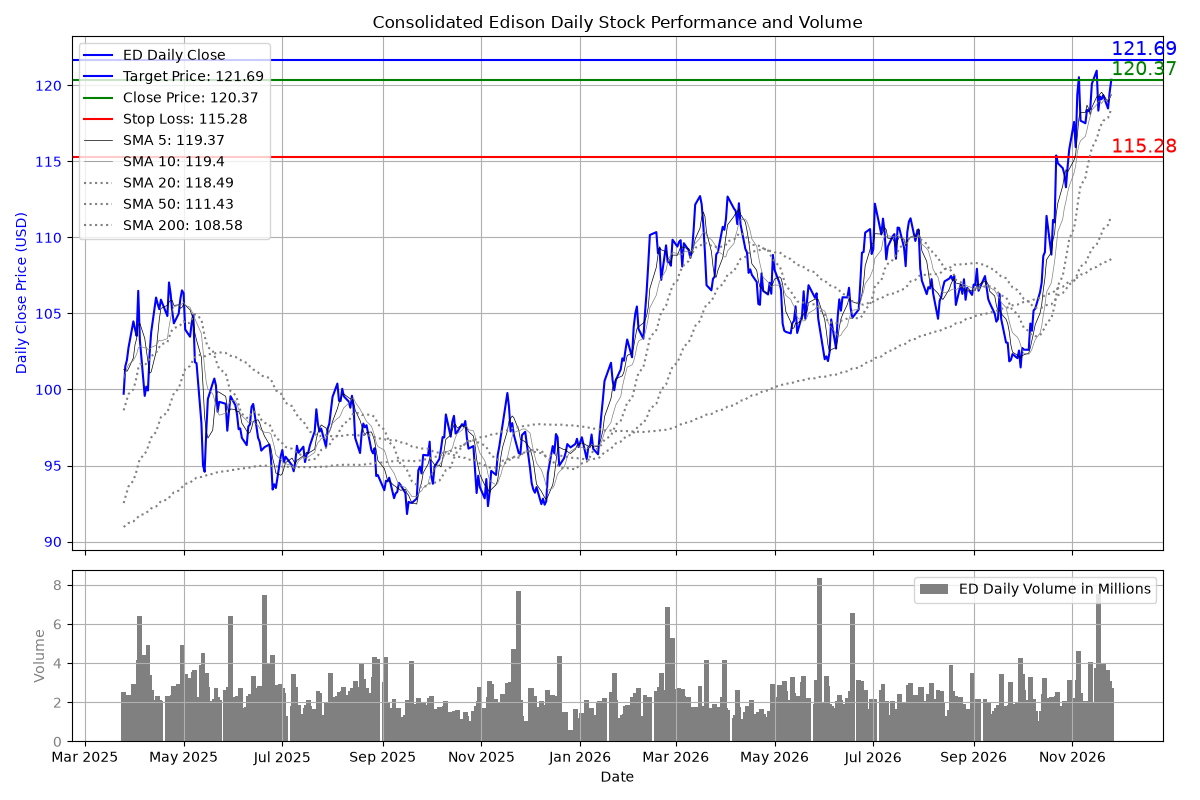 Consolidated Edison Daily Stock Performance and Volume
121.69
120.37
115.28
ED Daily Close
Target Price: 121.69
Close Price: 120.37
Stop Loss: 115.28
SMA 5: 119.37
SMA 10: 119.4
SMA 20: 118.49
SMA 50: 111.43
SMA 200: 108.58
Daily Close Price (USD)
120
115
110
105
100
95
90
ED Daily Volume in Millions
Volume
8
6
4
2
0
Mar 2025 May 2025 Jul 2025 Sep 2025 Nov 2025 Jan 2026 Mar 2026 May 2026 Jul 2026 Sep 2026 Nov 2026
Date